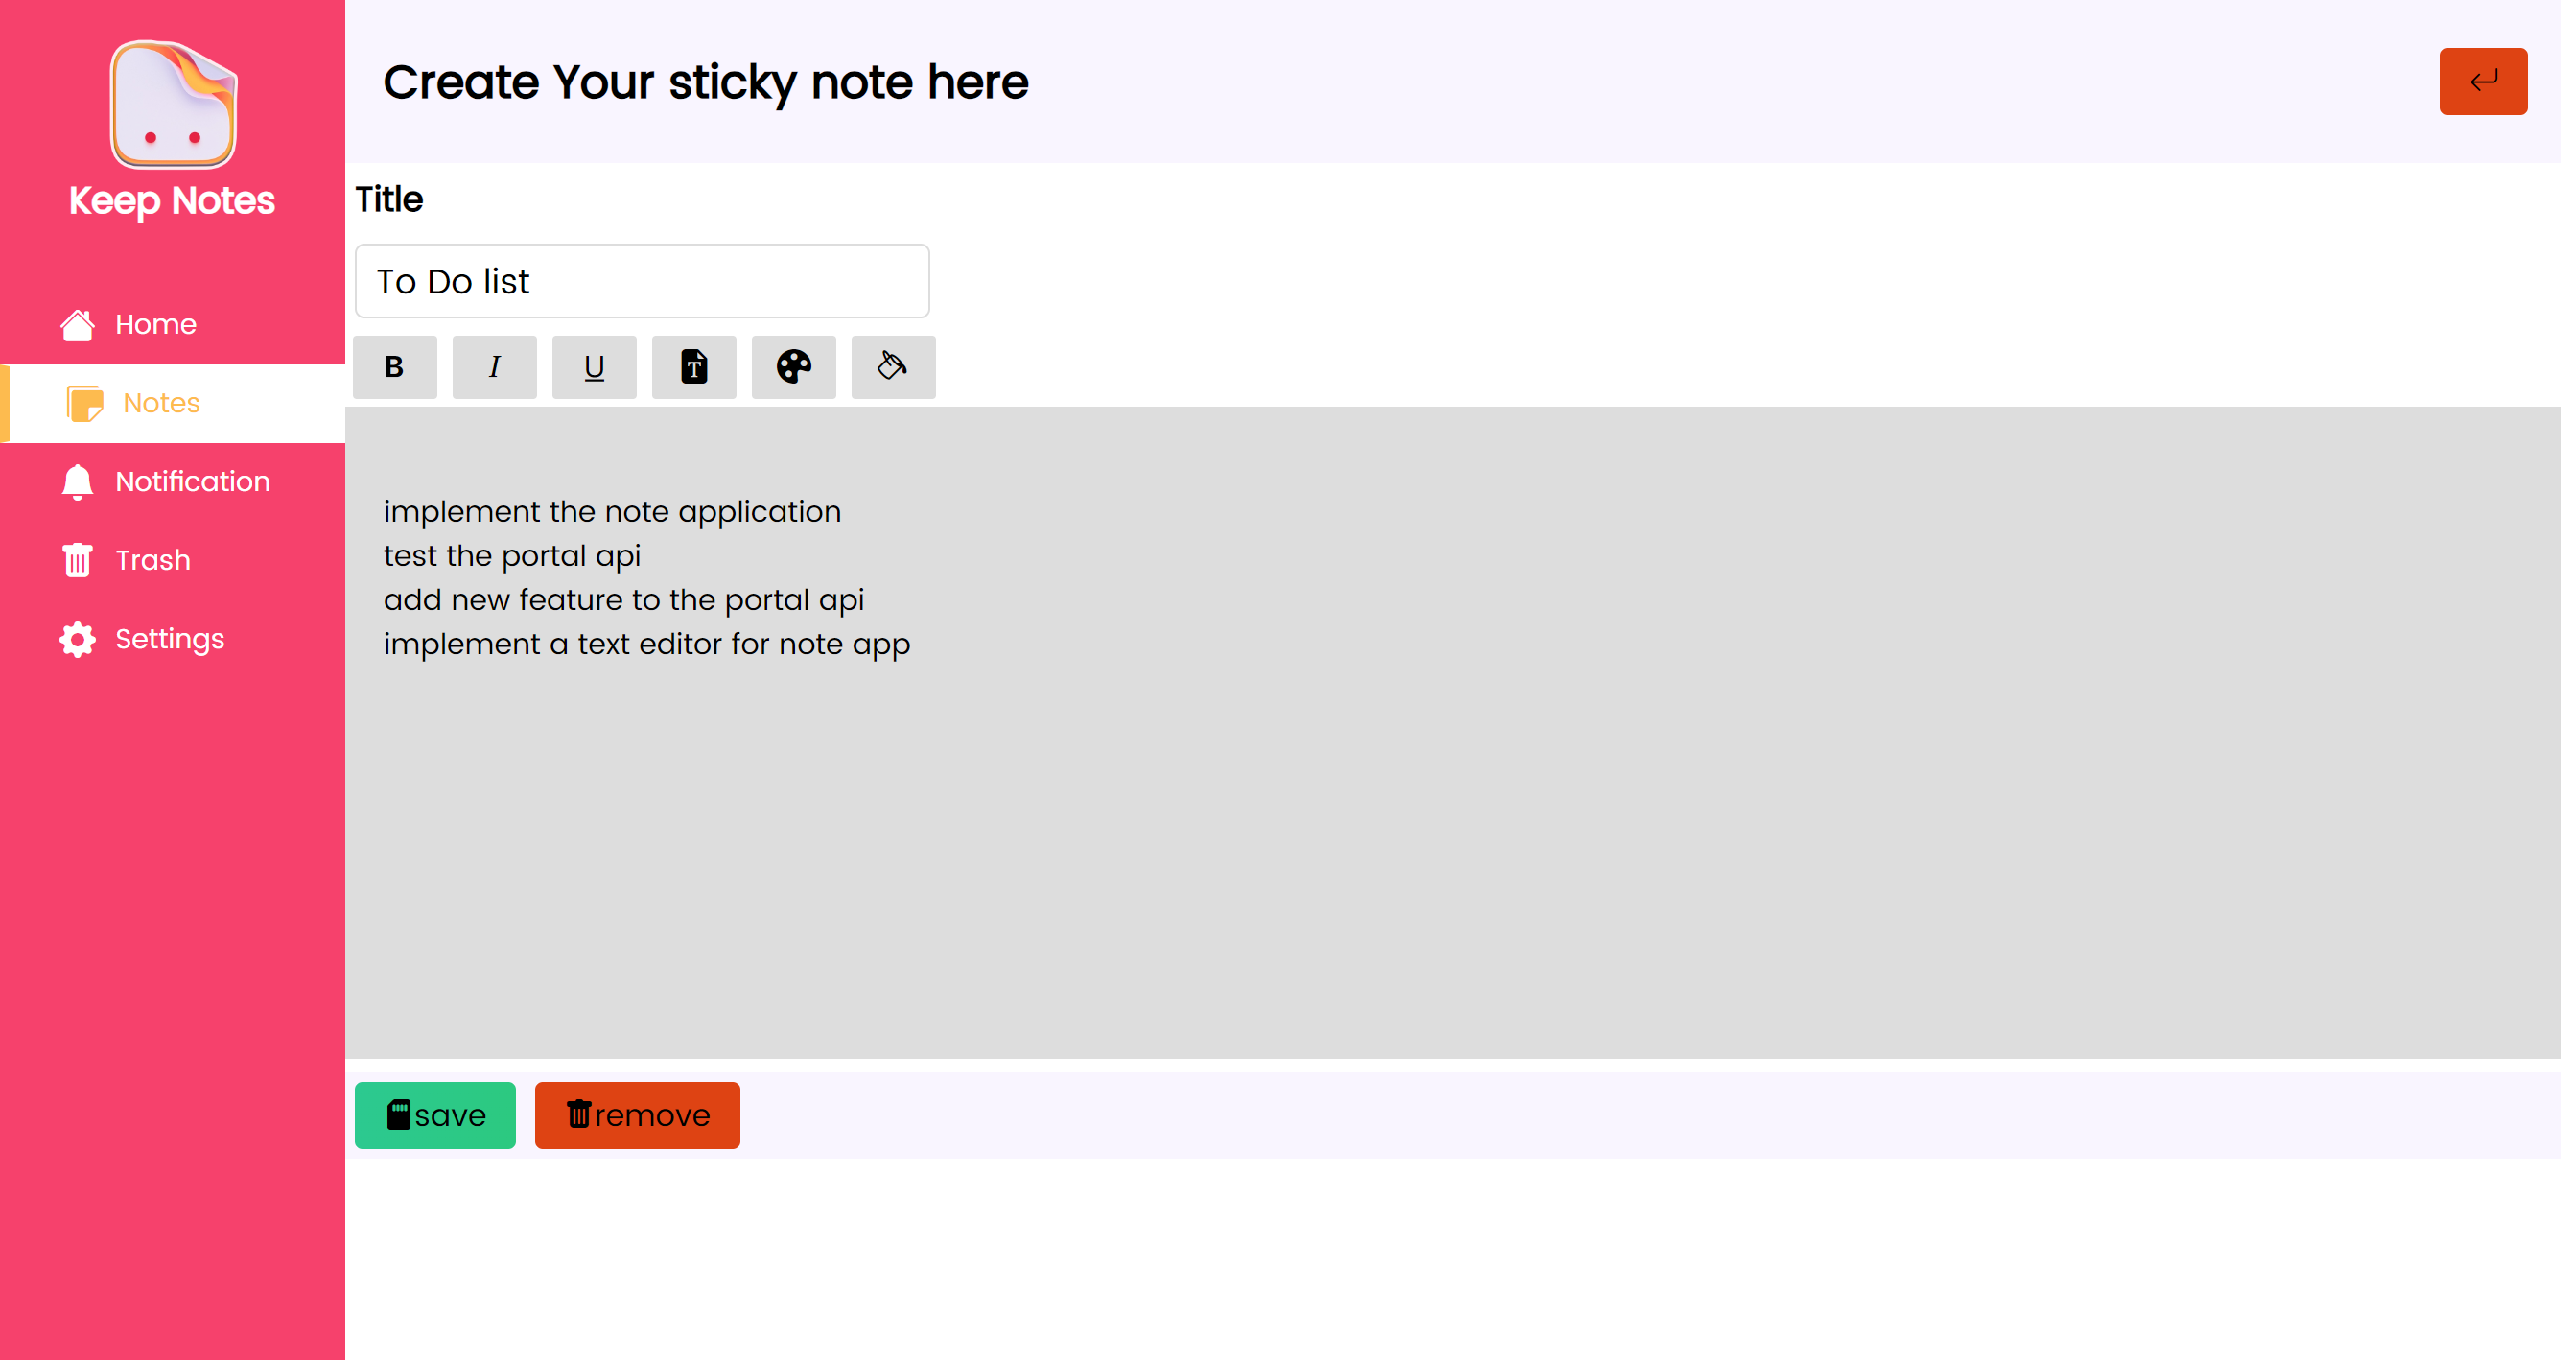 Keep Notes
Home
Notes
Notification
Trash
Settings
Create Your sticky note here
Title
To Do list
B
I
U
T
implement the note application
test the portal api
add new feature to the portal api
implement a text editor for note app
save
remove